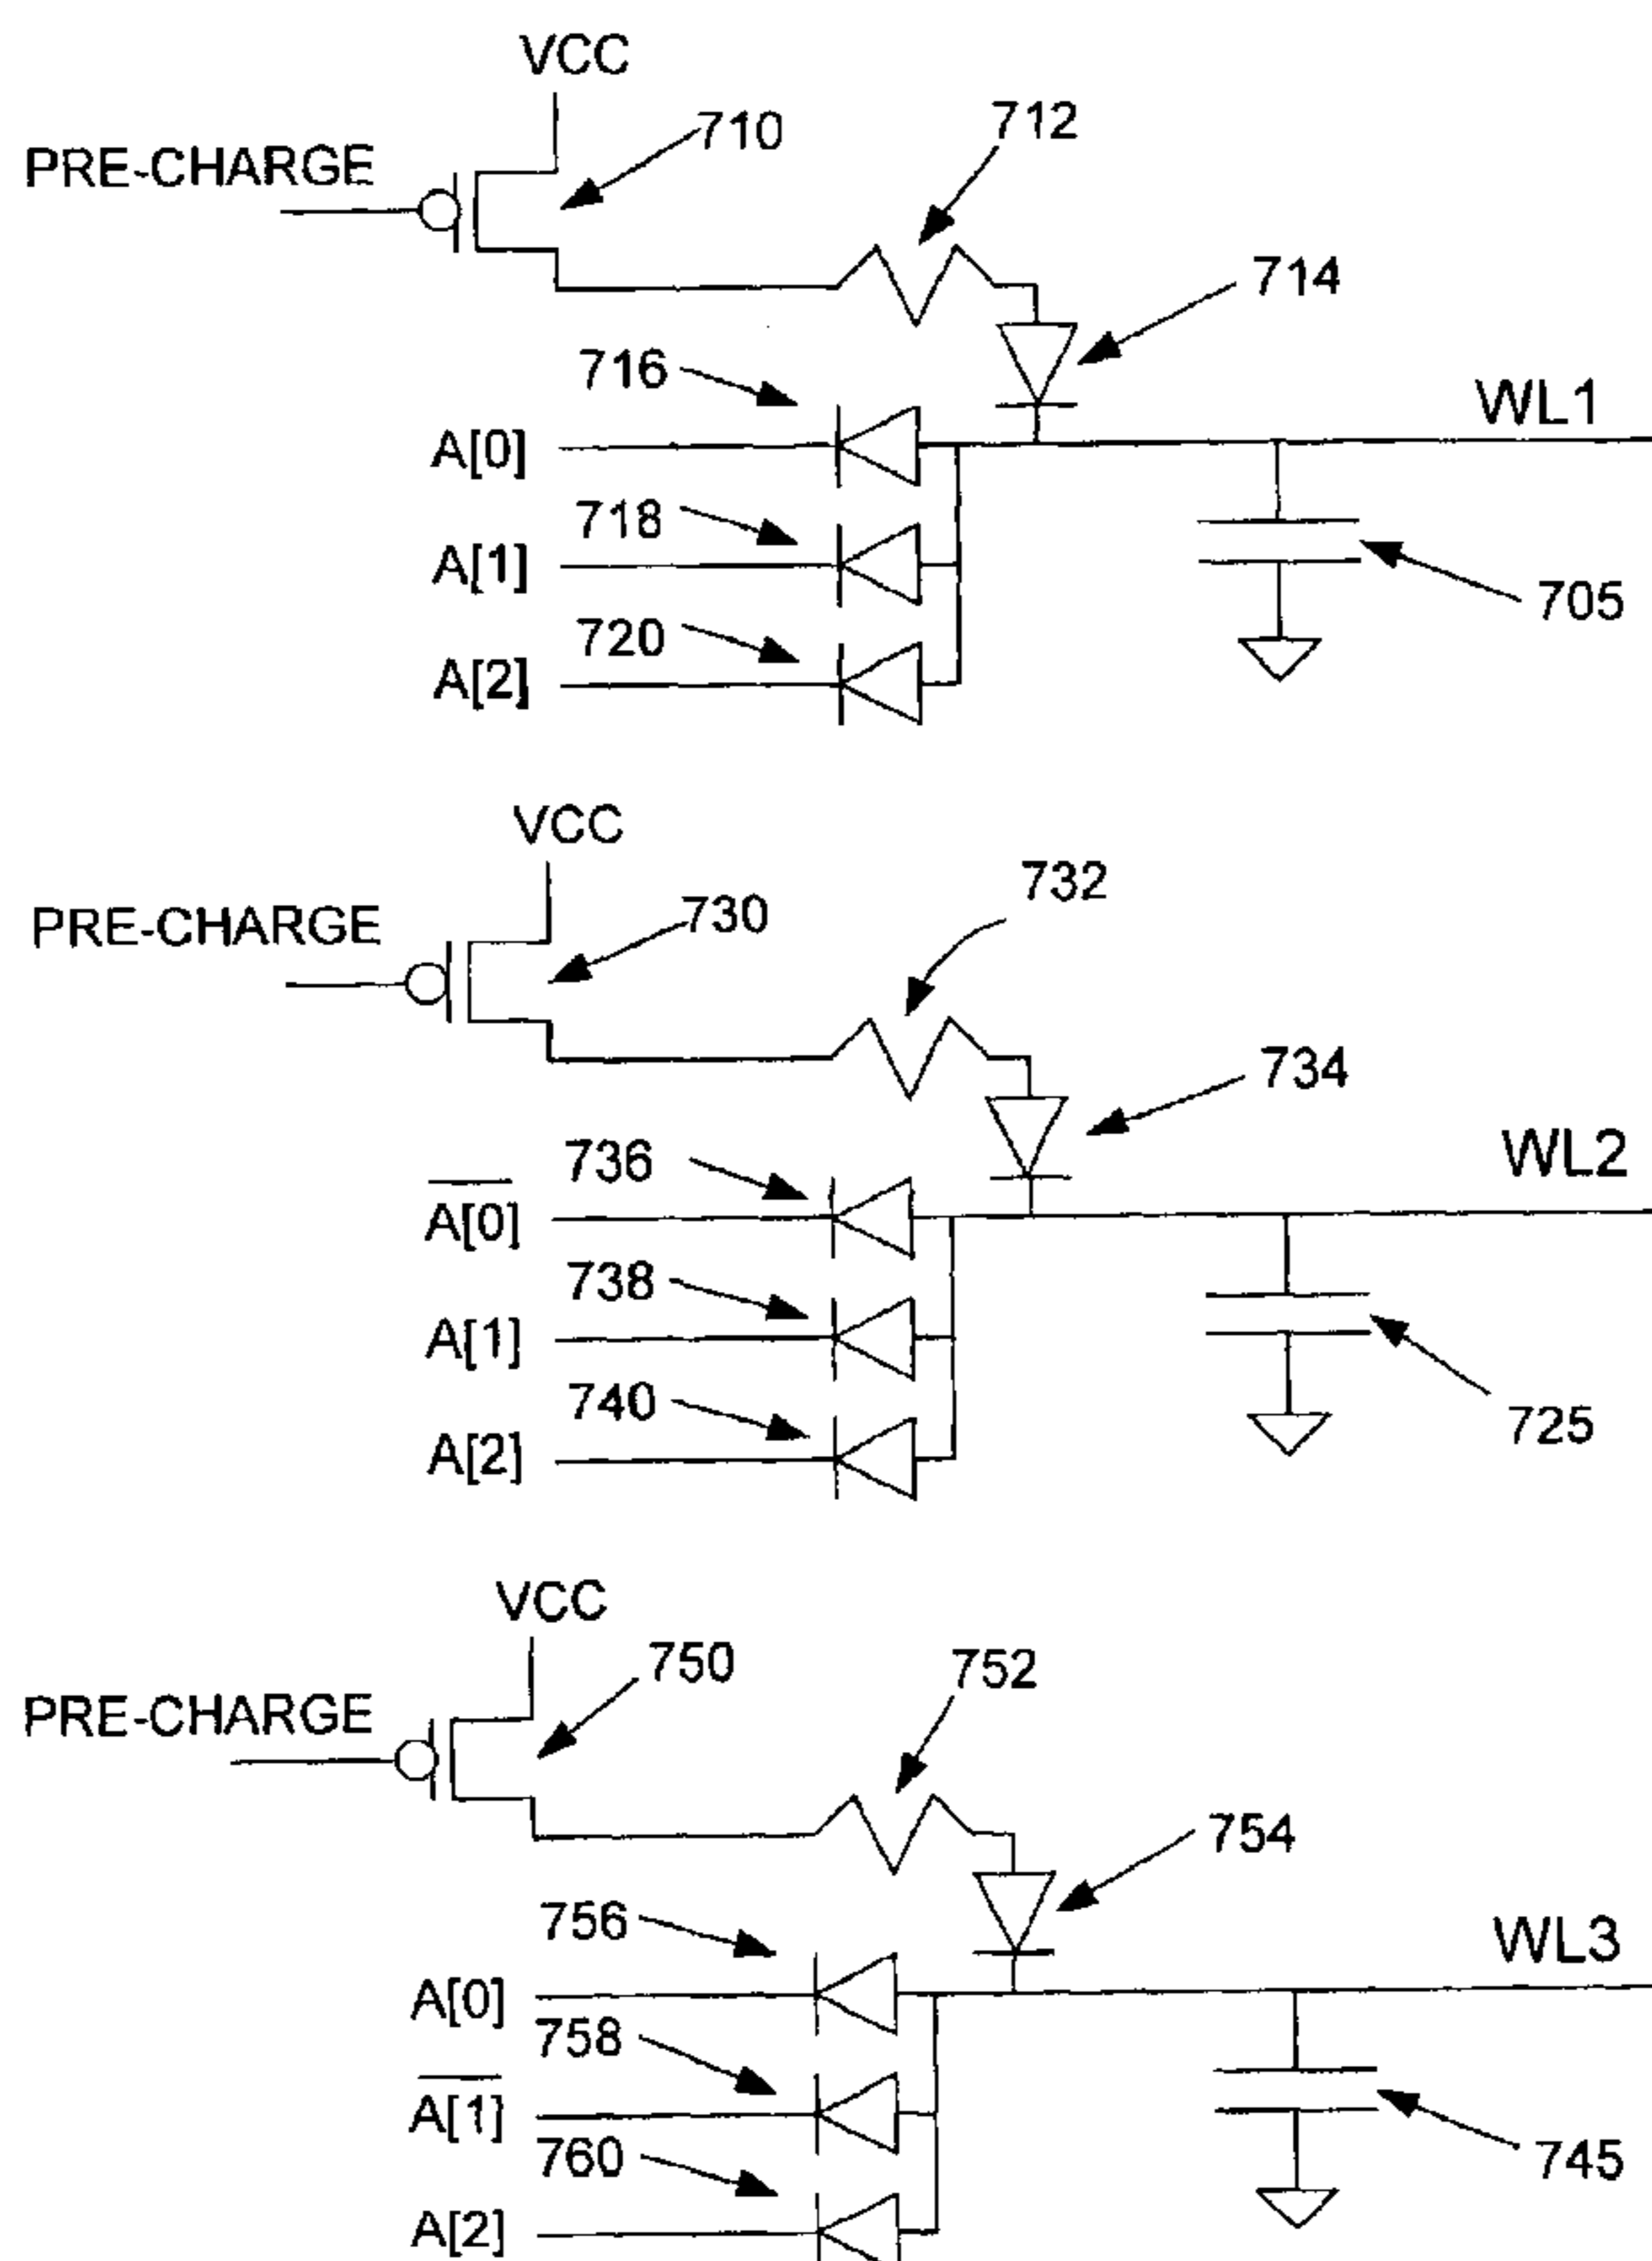 VCC
PRE-CHARGE
710
712
714
716
A[0]
WL1
718
A[1]
705
720
A[2]
VCC
PRE-CHARGE
730
732
734
736
A̅[̅0̅]̅
WL2
738
A[1]
740
A[2]
725
VCC
PRE-CHARGE
750
752
754
756
A[0]
WL3
758
A̅[̅1̅]̅
760
745
A[2]